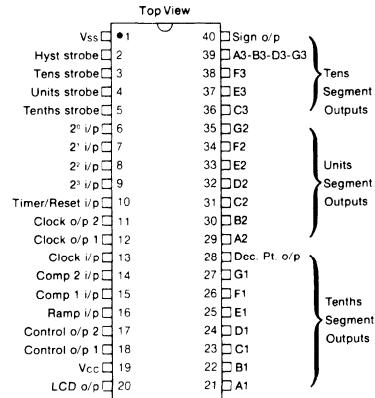 Top View
Vss 1 40 Sign o/p
Hyst strobe 2 39 A3-B3-D3-G3
Tens strobe 3 38 F3
Units strobe 4 37 E3
Tenths strobe 5 36 C3
2⁰ i/p 6 35 G2
2¹ i/p 7 34 F2
2² i/p 8 33 E2
2³ i/p 9 32 D2
Timer/Reset i/p 10 31 C2
Clock o/p 2 11 30 B2
Clock o/p 1 12 29 A2
Clock i/p 13 28 Dec. Pt. o/p
Comp 2 i/p 14 27 G1
Comp 1 i/p 15 26 F1
Ramp i/p 16 25 E1
Control o/p 2 17 24 D1
Control o/p 1 18 23 C1
Vcc 19 22 B1
LCD o/p 20 21 A1
Tens
Segment
Outputs
Units
Segment
Outputs
Tenths
Segment
Outputs